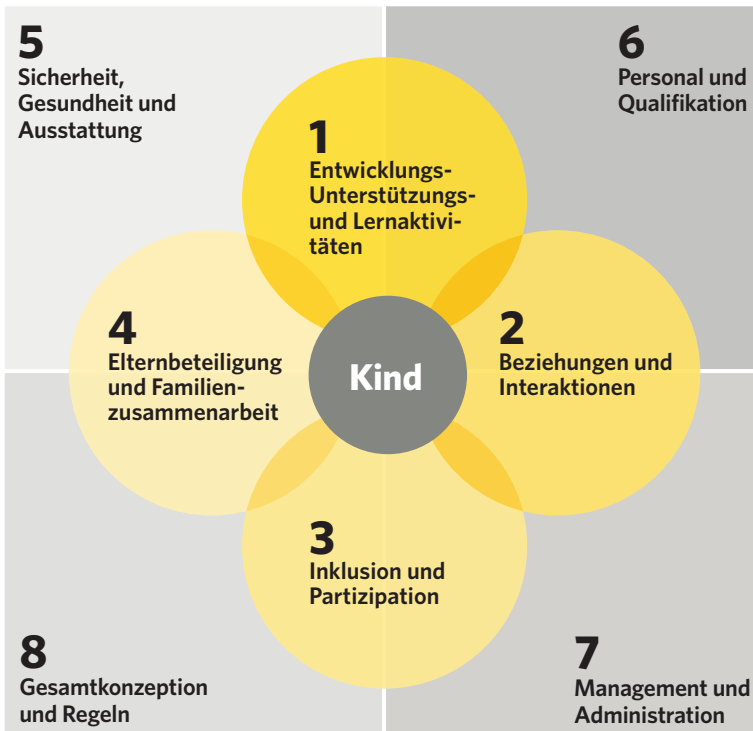 5
Sicherheit,
Gesundheit und
Ausstattung
6
Personal und
Qualifikation
1
Entwicklungs-
Unterstützungs-
und Lernaktivi-
täten
4
Elternbeteiligung
und Familien-
zusammenarbeit
Kind
2
Beziehungen und
Interaktionen
3
Inklusion und
Partizipation
8
Gesamtkonzeption
und Regeln
7
Management und
Administration